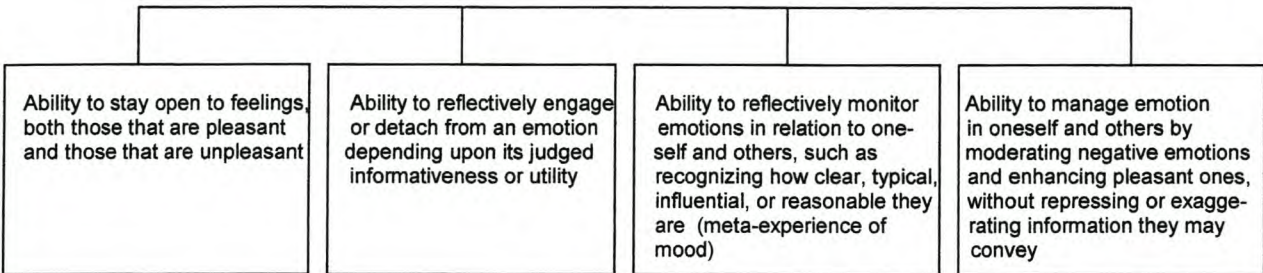 Ability to stay open to feelings,
both those that are pleasant
and those that are unpleasant
Ability to reflectively engage
or detach from an emotion
depending upon its judged
informativeness or utility
Ability to reflectively monitor
emotions in relation to one-
self and others, such as
recognizing how clear, typical,
influential, or reasonable they
are (meta-experience of
mood)
Ability to manage emotion
in oneself and others by
moderating negative emotions
and enhancing pleasant ones,
without repressing or exagge-
rating information they may
convey